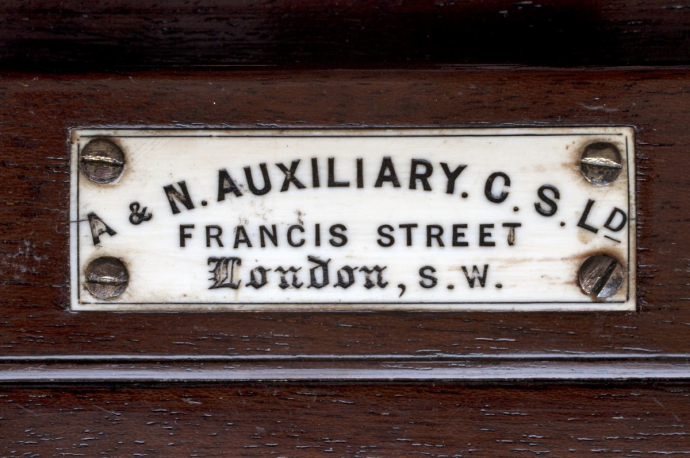 A & N. AUXILIARY. C. S. LD.
FRANCIS STREET
London, S.W.